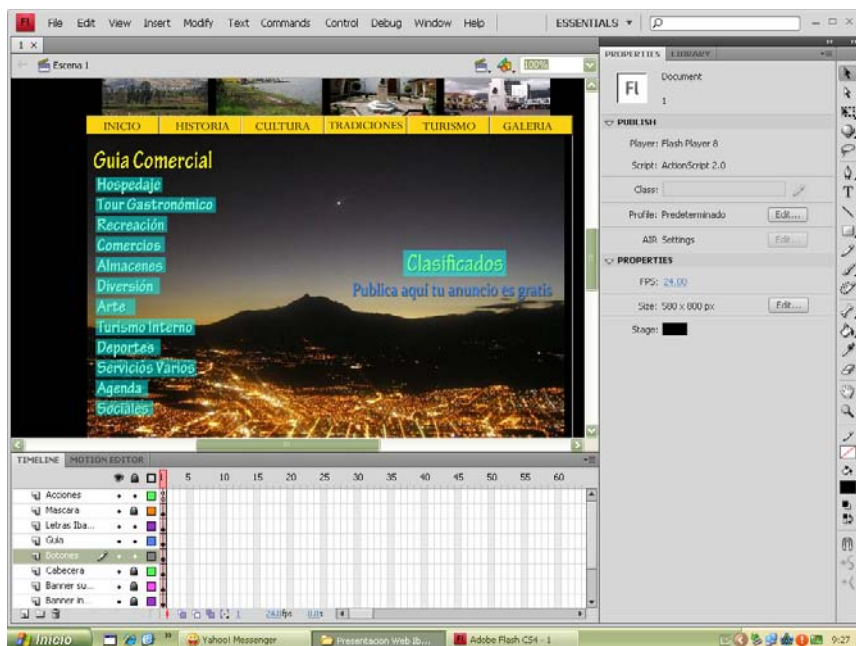 FL File Edit View Insert Modify Text Commands Control Debug Window Help ESSENTIALS
1
Escena 1 100%
INICIO HISTORIA CULTURA TRADICIONES TURISMO GALERIA
Guia Comercial
Hospedaje
Tour Gastronómico
Recreación
Comercios
Almacenes
Diversión
Arte
Turismo Interno
Deportes
Servicios Varios
Agenda
Sociales
Clasificados
Publica aquí tu anuncio es gratis
PROPERTIES LIBRARY
FL
Document
1
PUBLISH
Player: Flash Player 8
Script: ActionScript 2.0
Class:
Profile: Predeterminado Edit...
AIR Settings Edit...
PROPERTIES
FPS: 24.00
Size: 580 x 800 px Edit...
Stage:
TIMELINE MOTION EDITOR
1 5 10 15 20 25 30 35 40 45 50 55 60
Acciones
Mascara
Letras Iba...
Guia
Botones
Cabecera
Banner su...
Banner in...
1 24.0fps 0.0s
Inicio Yahoo! Messenger Presentacion Web Ib... Adobe Flash CS4 - 1 9:27